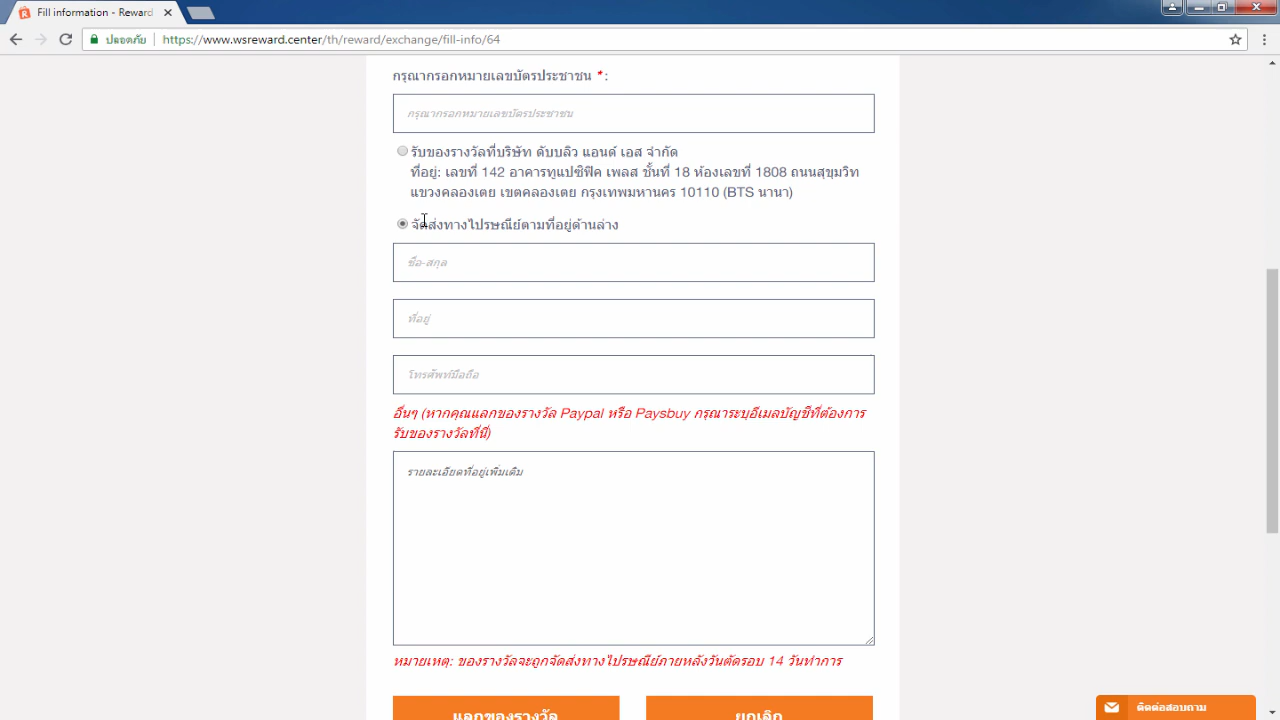 Fill information - Reward
ปลอดภัย https://www.wsreward.center/th/reward/exchange/fill-info/64
กรุณากรอกหมายเลขบัตรประชาชน * :
กรุณากรอกหมายเลขบัตรประชาชน
รับของรางวัลที่บริษัท ดับบลิว แอนด์ เอส จำกัด
ที่อยู่: เลขที่ 142 อาคารทูแปซิฟิค เพลส ชั้นที่ 18 ห้องเลขที่ 1808 ถนนสุขุมวิท
แขวงคลองเตย เขตคลองเตย กรุงเทพมหานคร 10110 (BTS นานา)
จัดส่งทางไปรษณีย์ตามที่อยู่ด้านล่าง
ชื่อ-สกุล
ที่อยู่
โทรศัพท์มือถือ
อื่นๆ (หากคุณแลกของรางวัล Paypal หรือ Paysbuy กรุณาระบุอีเมลบัญชีที่ต้องการ
รับของรางวัลที่นี่)
รายละเอียดที่อยู่เพิ่มเติม
หมายเหตุ: ของรางวัลจะถูกจัดส่งทางไปรษณีย์ภายหลังวันตัดรอบ 14 วันทำการ
แลกของรางวัล ยกเลิก
ติดต่อสอบถาม